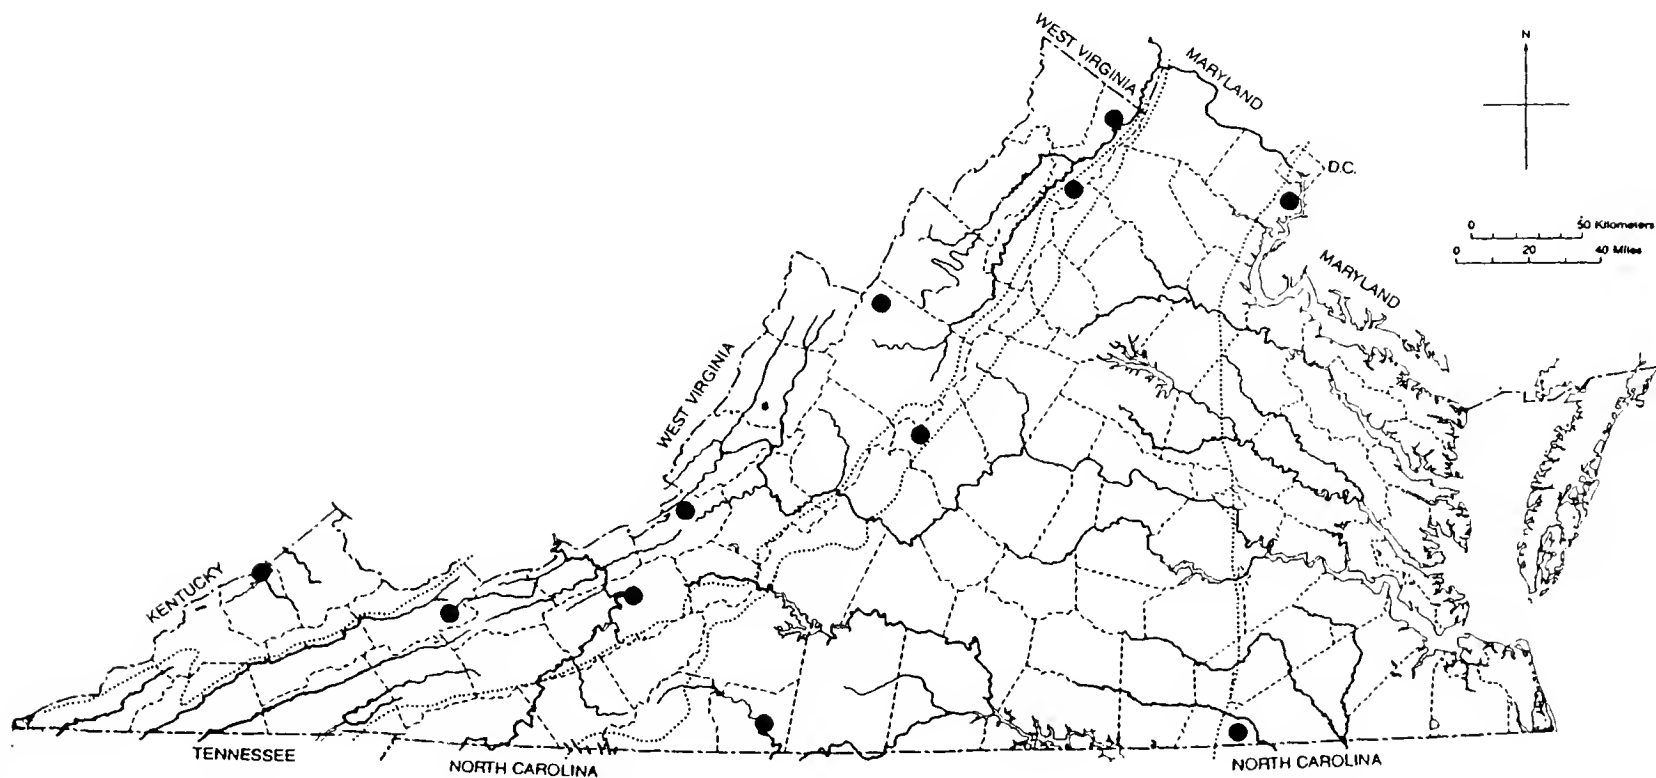 WEST VIRGINIA
MARYLAND
N
D.C.
0 50 Kilometers
0 20 40 Miles
MARYLAND
WEST VIRGINIA
KENTUCKY
TENNESSEE
NORTH CAROLINA
NORTH CAROLINA